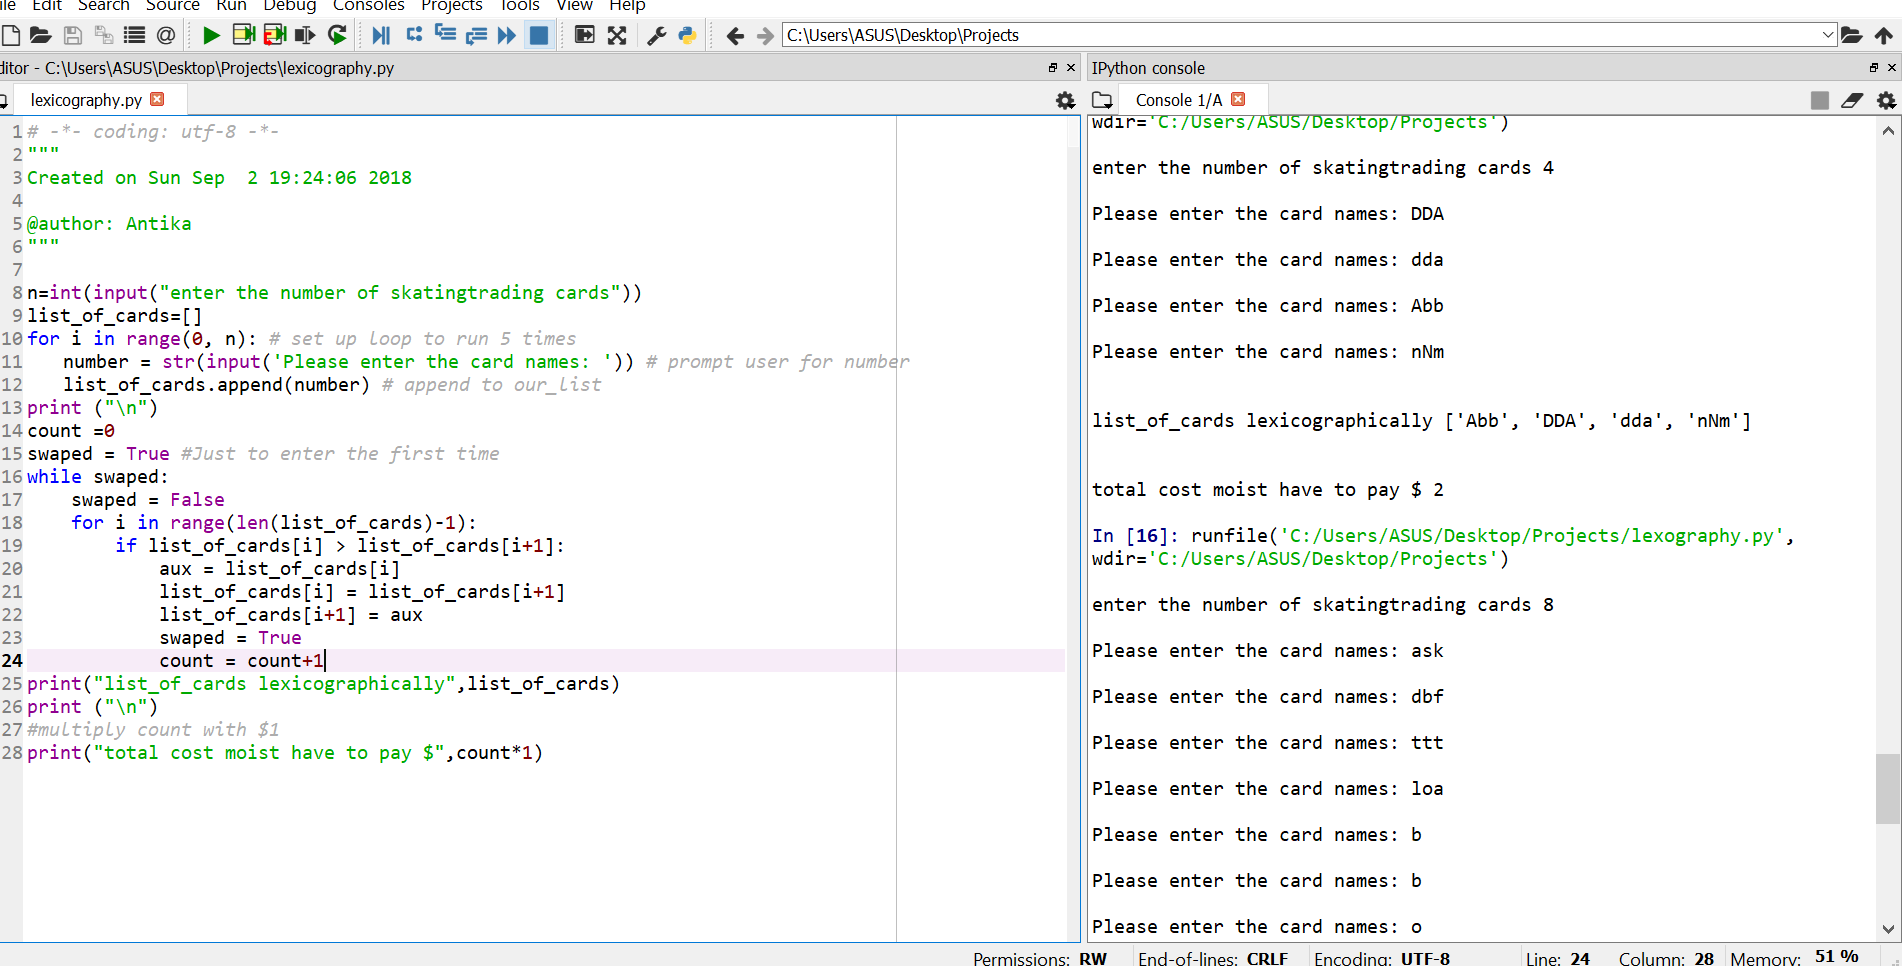 ile Edit Search Source Run Debug Consoles Projects Tools View Help
C:\Users\ASUS\Desktop\Projects
ditor - C:\Users\ASUS\Desktop\Projects\lexicography.py
lexicography.py
1 # -*- coding: utf-8 -*-
2 """
3 Created on Sun Sep  2 19:24:06 2018
4
5 @author: Antika
6 """
7
8 n=int(input("enter the number of skatingtrading cards"))
9 list_of_cards=[]
10 for i in range(0, n): # set up loop to run 5 times
11    number = str(input('Please enter the card names: ')) # prompt user for number
12    list_of_cards.append(number) # append to our_list
13 print ("\n")
14 count =0
15 swaped = True #Just to enter the first time
16 while swaped:
17     swaped = False
18     for i in range(len(list_of_cards)-1):
19         if list_of_cards[i] > list_of_cards[i+1]:
20             aux = list_of_cards[i]
21             list_of_cards[i] = list_of_cards[i+1]
22             list_of_cards[i+1] = aux
23             swaped = True
24             count = count+1
25 print("list_of_cards lexicographically",list_of_cards)
26 print ("\n")
27 #multiply count with $1
28 print("total cost moist have to pay $",count*1)
IPython console
Console 1/A
wdir='C:/Users/ASUS/Desktop/Projects')
enter the number of skatingtrading cards 4
Please enter the card names: DDA
Please enter the card names: dda
Please enter the card names: Abb
Please enter the card names: nNm
list_of_cards lexicographically ['Abb', 'DDA', 'dda', 'nNm']
total cost moist have to pay $ 2
In [16]: runfile('C:/Users/ASUS/Desktop/Projects/lexography.py',
wdir='C:/Users/ASUS/Desktop/Projects')
enter the number of skatingtrading cards 8
Please enter the card names: ask
Please enter the card names: dbf
Please enter the card names: ttt
Please enter the card names: loa
Please enter the card names: b
Please enter the card names: b
Please enter the card names: o
Permissions: RW End-of-lines: CRLF Encoding: UTF-8 Line: 24 Column: 28 Memory: 51 %